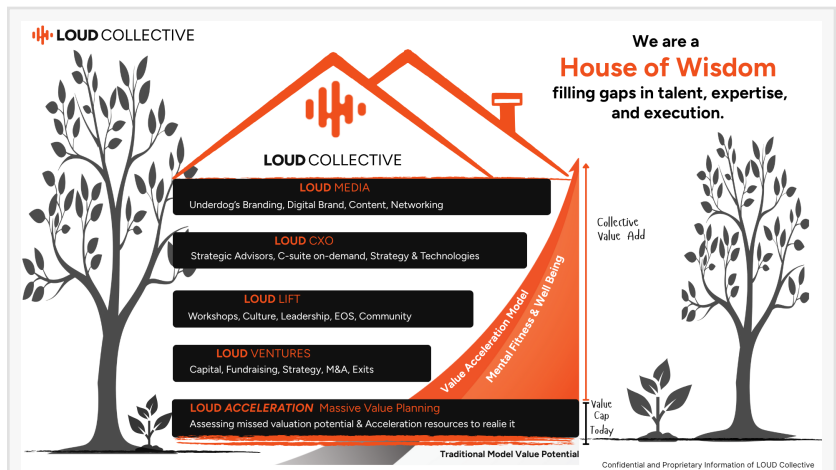 LOUD COLLECTIVE
We are a
House of Wisdom
filling gaps in talent, expertise,
and execution.
LOUD COLLECTIVE
LOUD MEDIA
Underdog's Branding, Digital Brand, Content, Networking
LOUD CXO
Strategic Advisors, C-suite on-demand, Strategy & Technologies
LOUD LIFT
Workshops, Culture, Leadership, EOS, Community
LOUD VENTURES
Capital, Fundraising, Strategy, M&A, Exits
LOUD ACCELERATION Massive Value Planning
Assessing missed valuation potential & Acceleration resources to realie it
Value Acceleration Model
Mental Fitness & Well Being
Collective
Value Add
Value
Cap
Today
Traditional Model Value Potential
Confidential and Proprietary Information of LOUD Collective